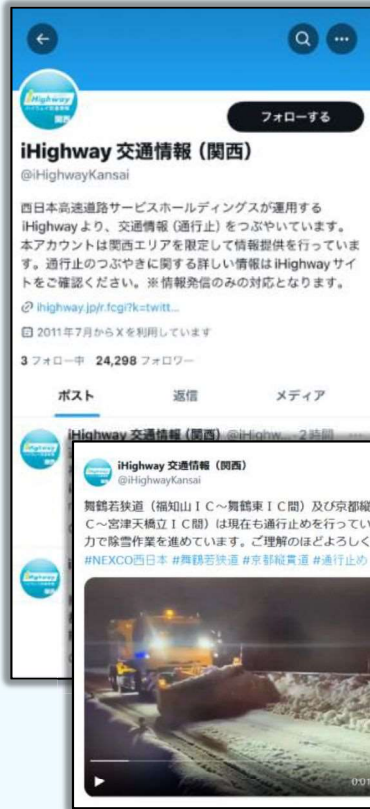 iHighway
関西
フォローする
iHighway 交通情報（関西）
@iHighwayKansai
西日本高速道路サービスホールディングスが運用する
iHighwayより、交通情報（通行止）をつぶやいています。
本アカウントは関西エリアを限定して情報提供を行っていま
す。通行止のつぶやきに関する詳しい情報はiHighwayサイ
トをご確認ください。※情報発信のみの対応となります。
ihighway.jp/r.fcgi?k=twitt...
2011年7月からXを利用しています
3 フォロー中 24,298 フォロワー
ポスト 返信 メディア
iHighway 交通情報（関西） @iHighw... · 2時間
iHighway 交通情報（関西）
@iHighwayKansai
舞鶴若狭道（福知山ＩＣ～舞鶴東ＩＣ間）及び京都縦
Ｃ～宮津天橋立ＩＣ間）は現在も通行止めを行ってい
力で除雪作業を進めています。ご理解のほどよろしく
#NEXCO西日本 #舞鶴若狭道 #京都縦貫道 #通行止め
0:01